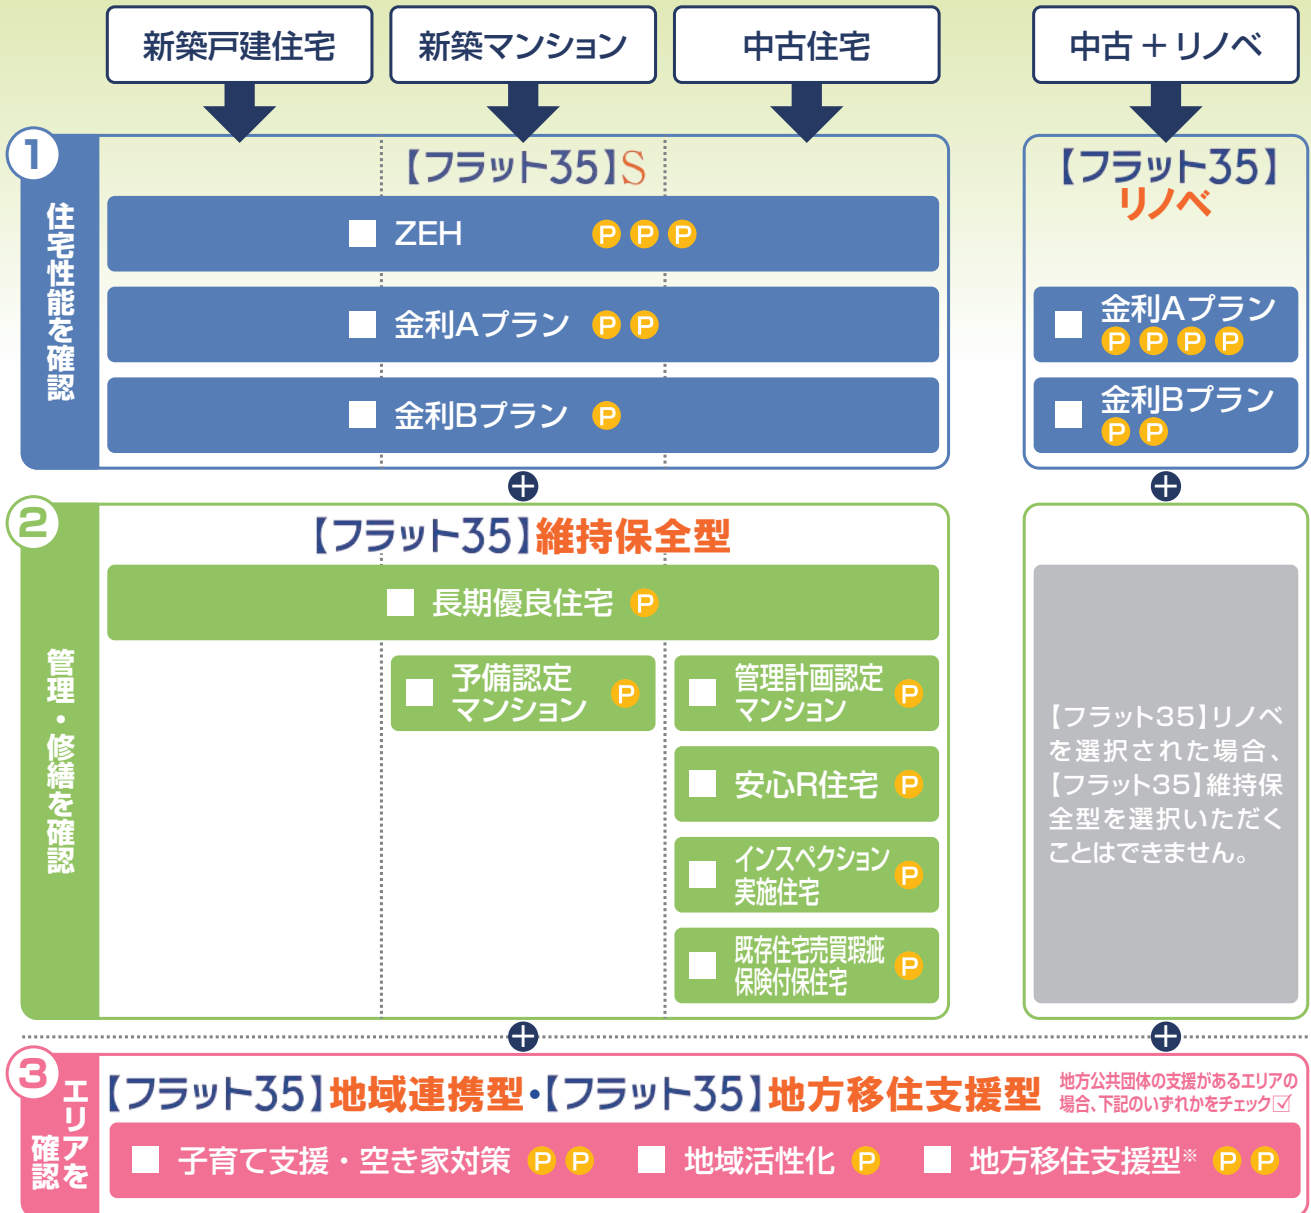 新築戸建住宅
新築マンション
中古住宅
中古＋リノベ
1
住宅性能を確認
【フラット35】S
ZEH P P P
金利Aプラン P P
金利Bプラン P
【フラット35】
リノベ
金利Aプラン
P P P P
金利Bプラン
P P
+
+
2
管理・修繕を確認
【フラット35】維持保全型
長期優良住宅 P
予備認定
マンション P
管理計画認定
マンション P
安心R住宅 P
インスペクション
実施住宅 P
既存住宅売買瑕疵
保険付保住宅 P
【フラット35】リノベ
を選択された場合、
【フラット35】維持保
全型を選択いただく
ことはできません。
+
+
3
エリアを
確認
【フラット35】地域連携型・【フラット35】地方移住支援型
地方公共団体の支援があるエリアの
場合、下記のいずれかをチェック☑
子育て支援・空き家対策 P P
地域活性化 P
地方移住支援型※ P P